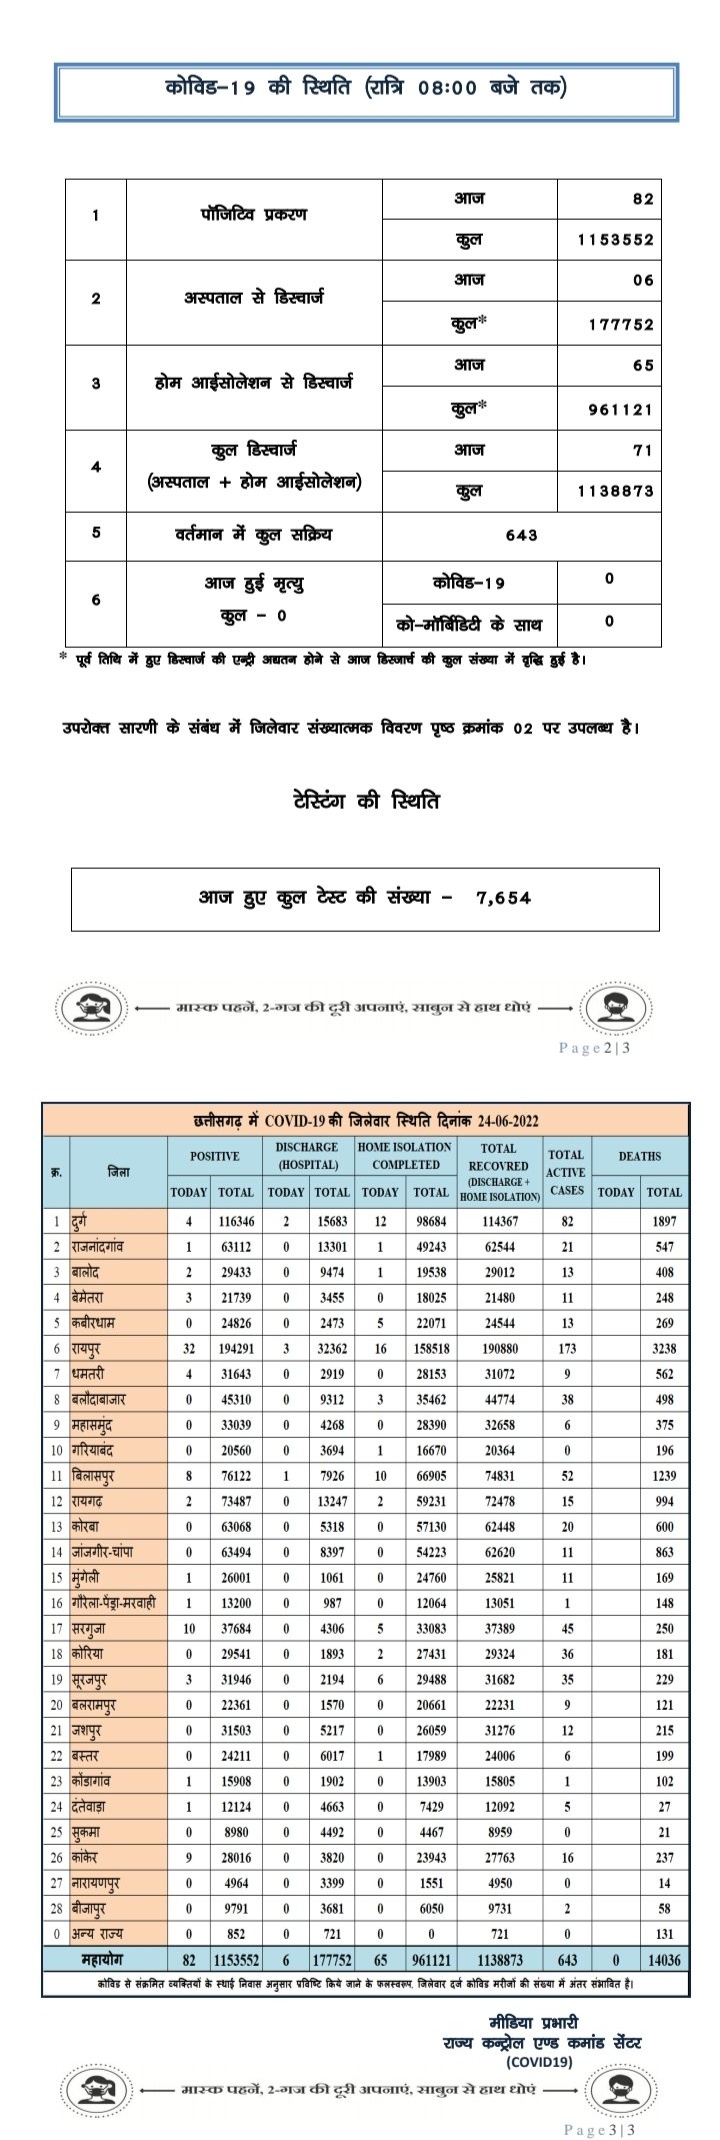 कोविड–19 की स्थिति (रात्रि 08:00 बजे तक)
1 पॉजिटिव प्रकरण आज 82
कुल 1153552
2 अस्पताल से डिस्चार्ज आज 06
कुल* 177752
3 होम आईसोलेशन से डिस्चार्ज आज 65
कुल* 961121
4 कुल डिस्चार्ज (अस्पताल + होम आईसोलेशन) आज 71
कुल 1138873
5 वर्तमान में कुल सक्रिय 643
6 आज हुई मृत्यु कुल – 0 कोविड–19 0
को–मॉर्बिडिटी के साथ 0
* पूर्व तिथि में हुए डिस्चार्ज की एन्ट्री अद्यतन होने से आज डिस्जार्च की कुल संख्या में वृद्धि हुई है।
उपरोक्त सारणी के संबंध में जिलेवार संख्यात्मक विवरण पृष्ठ क्रमांक 02 पर उपलब्ध है।
टेस्टिंग की स्थिति
आज हुए कुल टेस्ट की संख्या – 7,654
मास्क पहनें, 2-गज की दूरी अपनाएं, साबुन से हाथ धोएं
Page2|3
छत्तीसगढ़ में COVID-19 की जिलेवार स्थिति दिनांक 24-06-2022
क्र. जिला POSITIVE DISCHARGE (HOSPITAL) HOME ISOLATION COMPLETED TOTAL RECOVRED (DISCHARGE + HOME ISOLATION) TOTAL ACTIVE CASES DEATHS
TODAY TOTAL TODAY TOTAL TODAY TOTAL TODAY TOTAL
1 दुर्ग 4 116346 2 15683 12 98684 114367 82 1897
2 राजनांदगांव 1 63112 0 13301 1 49243 62544 21 547
3 बालोद 2 29433 0 9474 1 19538 29012 13 408
4 बेमेतरा 3 21739 0 3455 0 18025 21480 11 248
5 कबीरधाम 0 24826 0 2473 5 22071 24544 13 269
6 रायपुर 32 194291 3 32362 16 158518 190880 173 3238
7 धमतरी 4 31643 0 2919 0 28153 31072 9 562
8 बलौदाबाजार 0 45310 0 9312 3 35462 44774 38 498
9 महासमुंद 0 33039 0 4268 0 28390 32658 6 375
10 गरियाबंद 0 20560 0 3694 1 16670 20364 0 196
11 बिलासपुर 8 76122 1 7926 10 66905 74831 52 1239
12 रायगढ़ 2 73487 0 13247 2 59231 72478 15 994
13 कोरबा 0 63068 0 5318 0 57130 62448 20 600
14 जांजगीर-चांपा 0 63494 0 8397 0 54223 62620 11 863
15 मुंगेली 1 26001 0 1061 0 24760 25821 11 169
16 गौरेला-पेंड्रा-मरवाही 1 13200 0 987 0 12064 13051 1 148
17 सरगुजा 10 37684 0 4306 5 33083 37389 45 250
18 कोरिया 0 29541 0 1893 2 27431 29324 36 181
19 सूरजपुर 3 31946 0 2194 6 29488 31682 35 229
20 बलरामपुर 0 22361 0 1570 0 20661 22231 9 121
21 जशपुर 0 31503 0 5217 0 26059 31276 12 215
22 बस्तर 0 24211 0 6017 1 17989 24006 6 199
23 कोंडागांव 1 15908 0 1902 0 13903 15805 1 102
24 दंतेवाड़ा 1 12124 0 4663 0 7429 12092 5 27
25 सुकमा 0 8980 0 4492 0 4467 8959 0 21
26 कांकेर 9 28016 0 3820 0 23943 27763 16 237
27 नारायणपुर 0 4964 0 3399 0 1551 4950 0 14
28 बीजापुर 0 9791 0 3681 0 6050 9731 2 58
0 अन्य राज्य 0 852 0 721 0 0 721 0 131
महायोग 82 1153552 6 177752 65 961121 1138873 643 0 14036
कोविड से संक्रमित व्यक्तियों के स्थाई निवास अनुसार प्रविष्टि किये जाने के फलस्वरूप, जिलेवार दर्ज कोविड मरीजों की संख्या में अंतर संभावित है।
मीडिया प्रभारी
राज्य कन्ट्रोल एण्ड कमांड सेंटर
(COVID19)
मास्क पहनें, 2-गज की दूरी अपनाएं, साबुन से हाथ धोएं
Page3|3